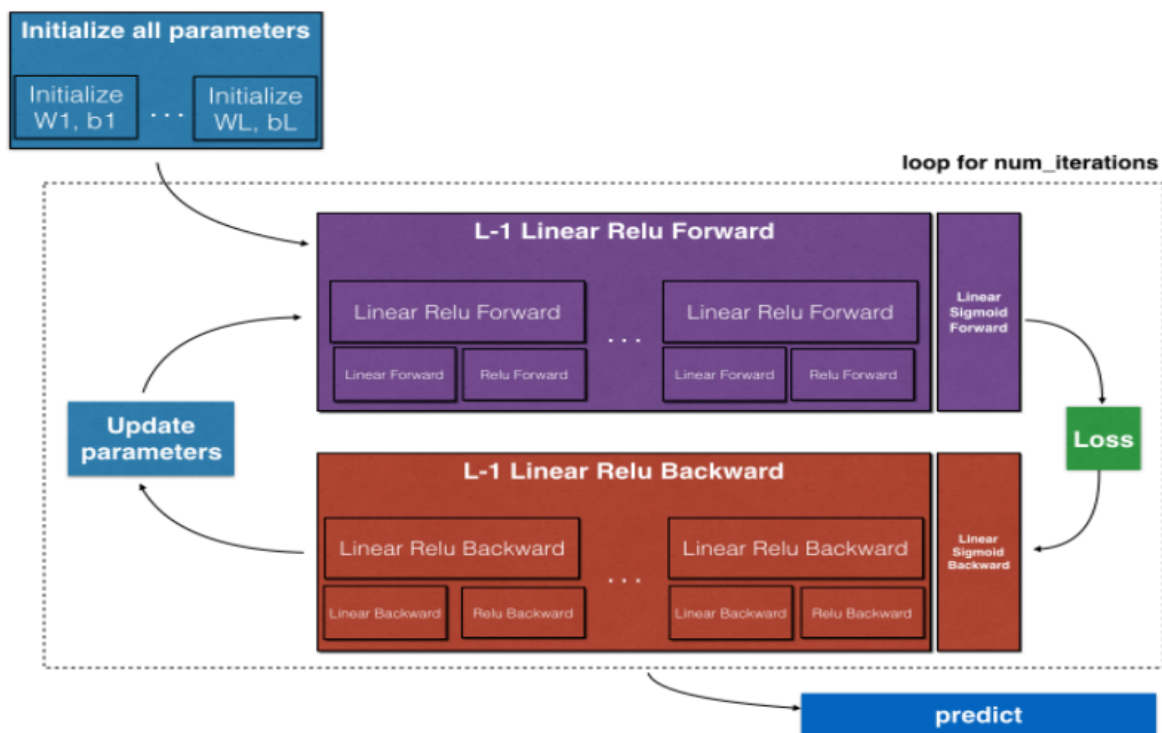 Initialize all parameters
Initialize
W1, b1
...
Initialize
WL, bL
loop for num_iterations
L-1 Linear Relu Forward
Linear Relu Forward
...
Linear Relu Forward
Linear Forward
Relu Forward
Linear Forward
Relu Forward
Linear
Sigmoid
Forward
Update
parameters
Loss
L-1 Linear Relu Backward
Linear Relu Backward
...
Linear Relu Backward
Linear Backward
Relu Backward
Linear Backward
Relu Backward
Linear
Sigmoid
Backward
predict